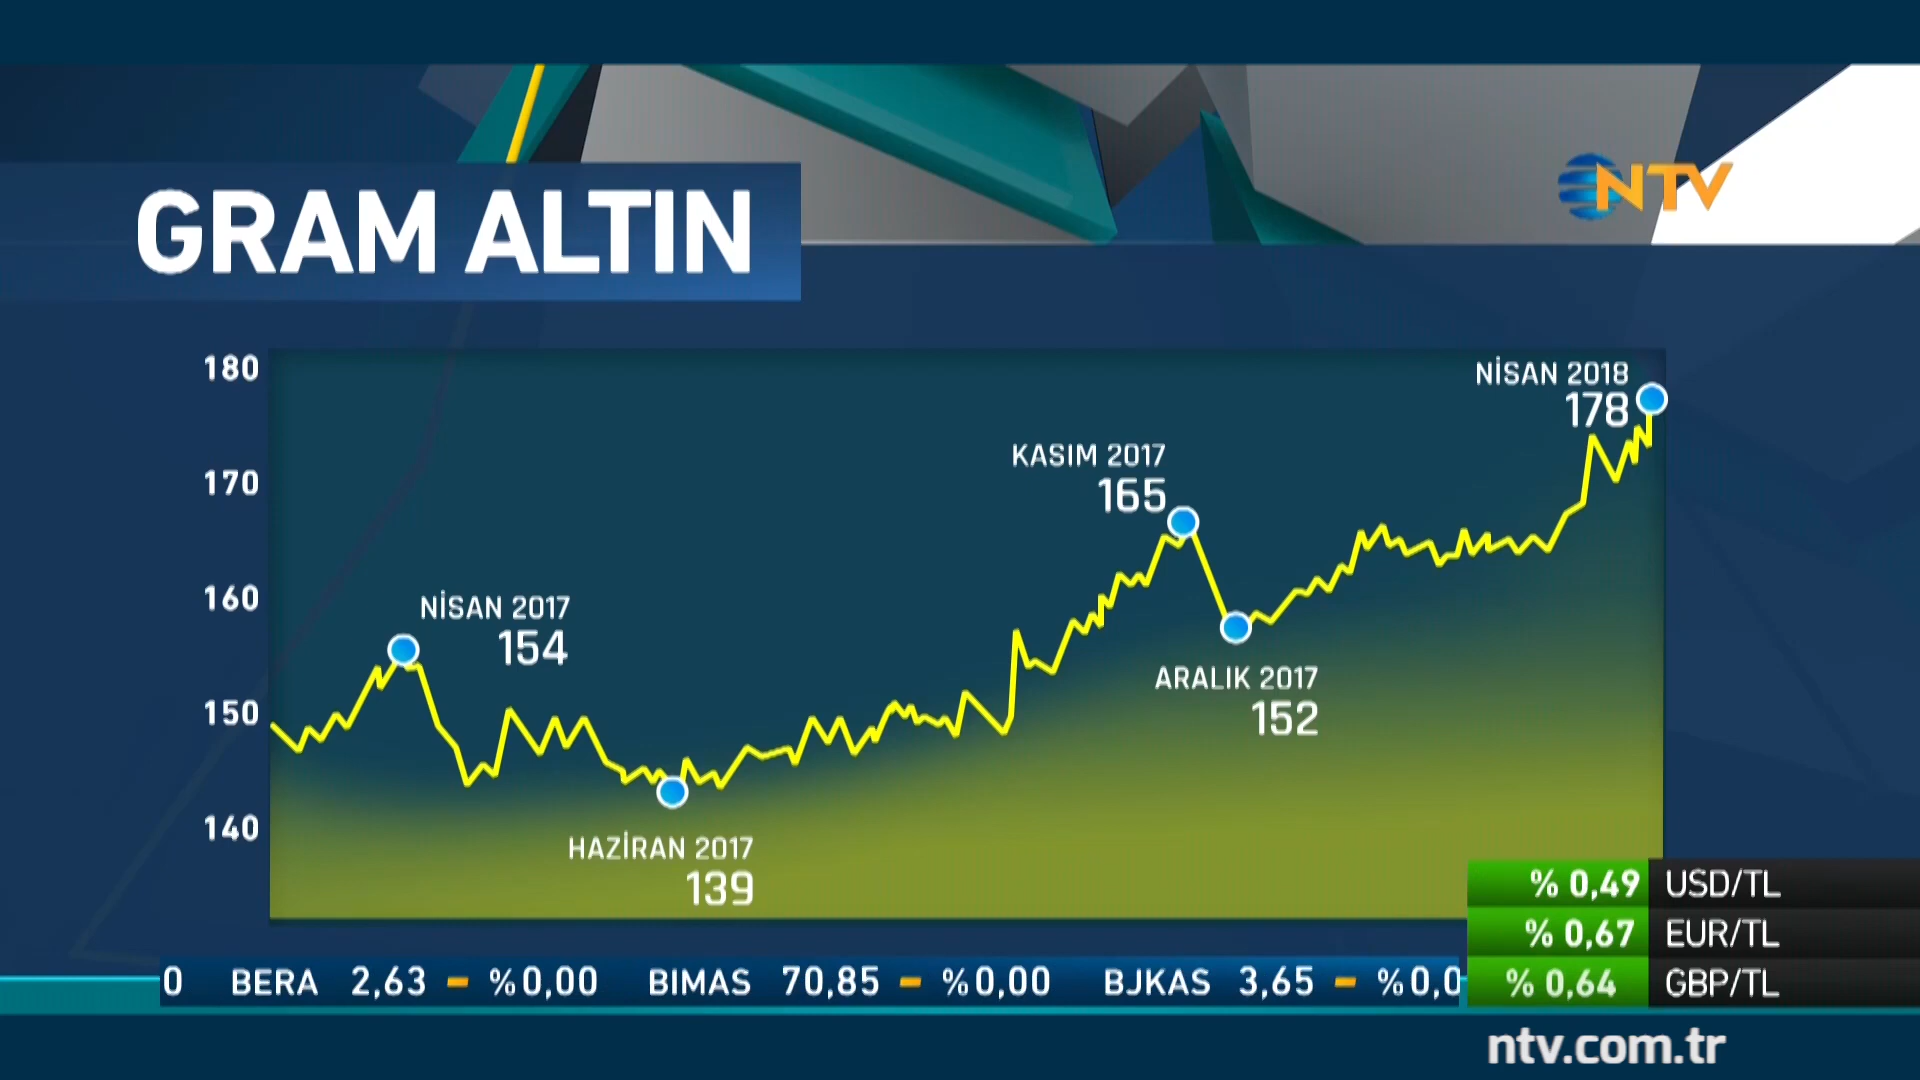 NTV
GRAM ALTIN
180
170
160
150
140
NİSAN 2017
154
HAZİRAN 2017
139
KASIM 2017
165
ARALIK 2017
152
NİSAN 2018
178
% 0,49 USD/TL
% 0,67 EUR/TL
% 0,64 GBP/TL
0 BERA 2,63 %0,00 BIMAS 70,85 %0,00 BJKAS 3,65 %0,0
ntv.com.tr